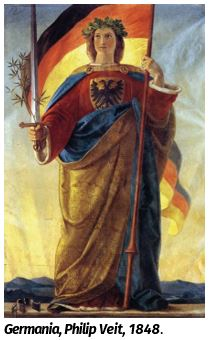 Germania, Philip Veit, 1848.